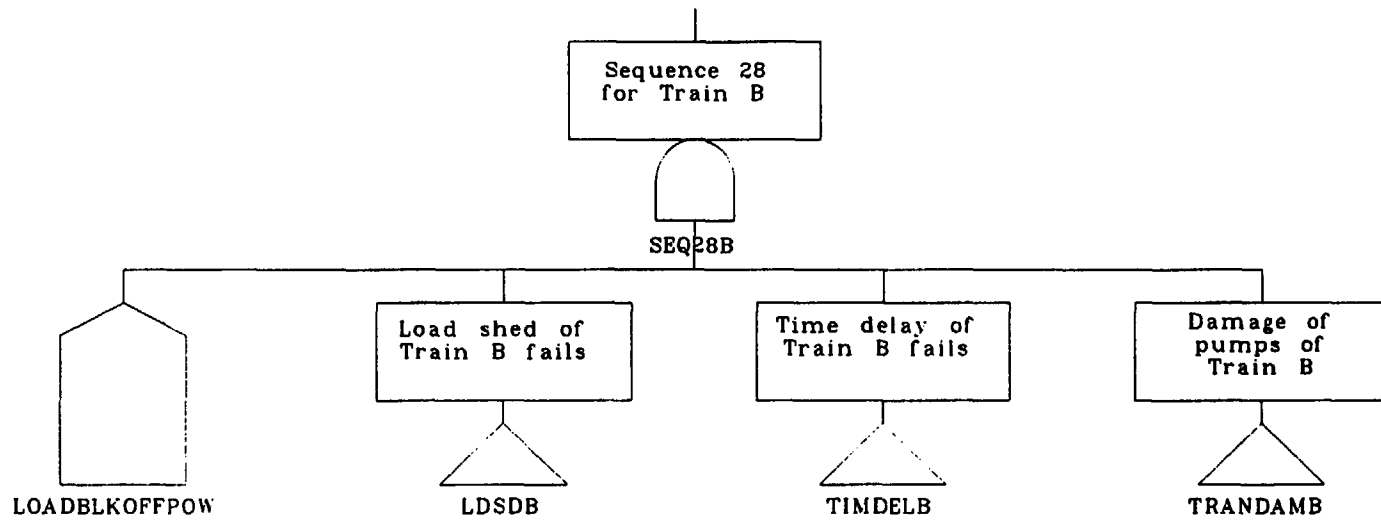 Sequence 28
for Train B
SEQ28B
Load shed of
Train B fails
Time delay of
Train B fails
Damage of
pumps of
Train B
LOADBLKOFFPOW
LDSDB
TIMDELB
TRANDAMB